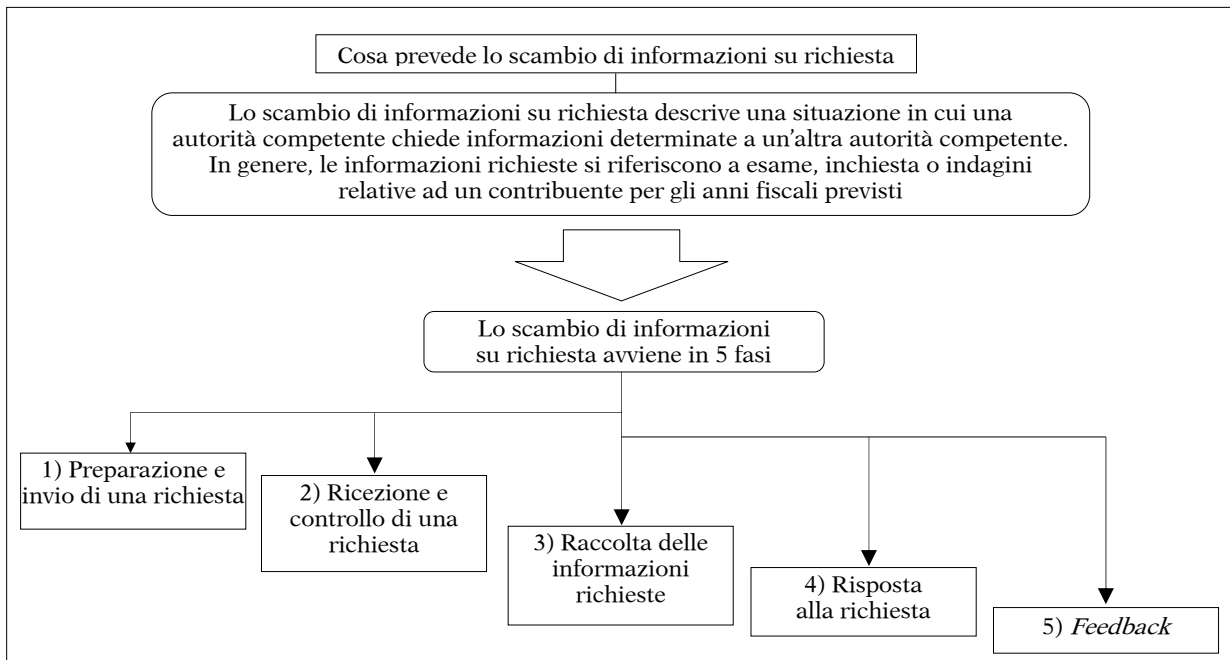 Cosa prevede lo scambio di informazioni su richiesta
Lo scambio di informazioni su richiesta descrive una situazione in cui una
autorità competente chiede informazioni determinate a un'altra autorità competente.
In genere, le informazioni richieste si riferiscono a esame, inchiesta o indagini
relative ad un contribuente per gli anni fiscali previsti
Lo scambio di informazioni
su richiesta avviene in 5 fasi
1) Preparazione e
invio di una richiesta
2) Ricezione e
controllo di una
richiesta
3) Raccolta delle
informazioni
richieste
4) Risposta
alla richiesta
5) Feedback